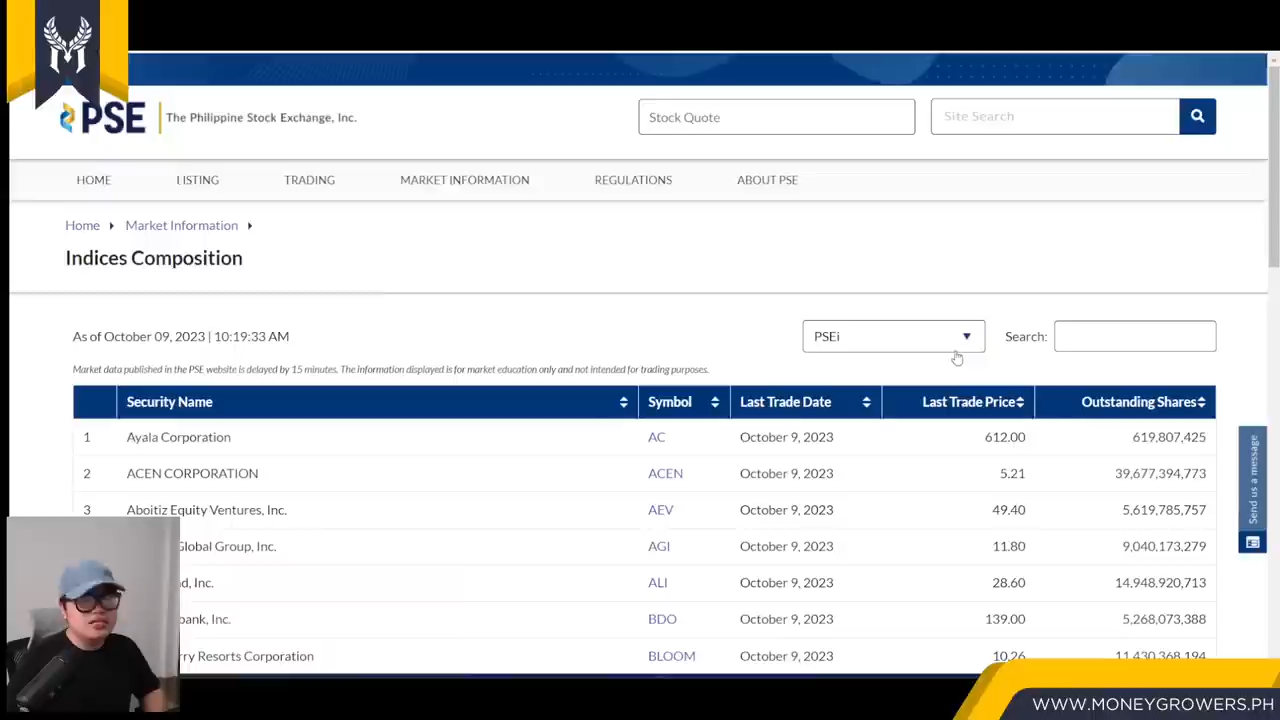 M
PSE The Philippine Stock Exchange, Inc.
Stock Quote
Site Search
HOME LISTING TRADING MARKET INFORMATION REGULATIONS ABOUT PSE
Home Market Information
Indices Composition
As of October 09, 2023 | 10:19:33 AM
PSEi
Search:
Market data published in the PSE website is delayed by 15 minutes. The information displayed is for market education only and not intended for trading purposes.
Security Name Symbol Last Trade Date Last Trade Price Outstanding Shares
1 Ayala Corporation AC October 9, 2023 612.00 619,807,425
2 ACEN CORPORATION ACEN October 9, 2023 5.21 39,677,394,773
3 Aboitiz Equity Ventures, Inc. AEV October 9, 2023 49.40 5,619,785,757
Global Group, Inc. AGI October 9, 2023 11.80 9,040,173,279
d, Inc. ALI October 9, 2023 28.60 14,948,920,713
bank, Inc. BDO October 9, 2023 139.00 5,268,073,388
rry Resorts Corporation BLOOM October 9, 2023 10.26 11,430,368,194
Send us a message
WWW.MONEYGROWERS.PH